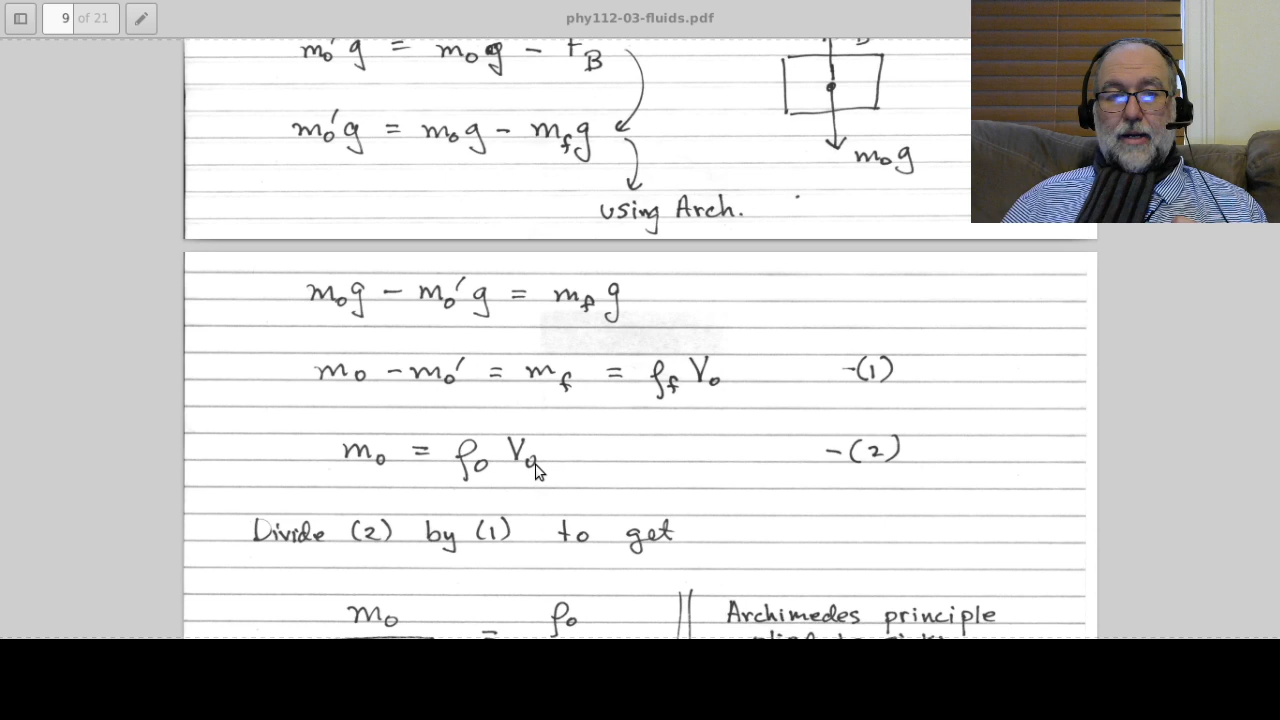 9 of 21
phy112-03-fluids.pdf
m₀′g = m₀g - F_B
B
m₀′g = m₀g - m_f g
m₀g
using Arch.
m₀g - m₀′g = m_f g
m₀ - m₀′ = m_f = ρ_f V₀ -(1)
m₀ = ρ₀ V₀ -(2)
Divide (2) by (1) to get
m₀ = ρ₀
Archimedes principle